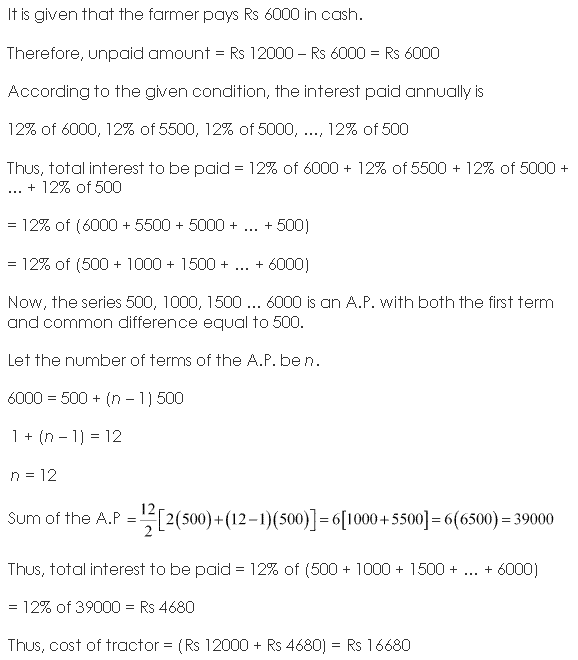 It is given that the farmer pays Rs 6000 in cash.
Therefore, unpaid amount = Rs 12000 – Rs 6000 = Rs 6000
According to the given condition, the interest paid annually is
12% of 6000, 12% of 5500, 12% of 5000, ..., 12% of 500
Thus, total interest to be paid = 12% of 6000 + 12% of 5500 + 12% of 5000 +
... + 12% of 500
= 12% of (6000 + 5500 + 5000 + ... + 500)
= 12% of (500 + 1000 + 1500 + ... + 6000)
Now, the series 500, 1000, 1500 ... 6000 is an A.P. with both the first term
and common difference equal to 500.
Let the number of terms of the A.P. be n.
6000 = 500 + (n – 1) 500
1 + (n – 1) = 12
n = 12
Sum of the A.P = 12/2 [2(500)+(12−1)(500)] = 6[1000+5500] = 6(6500) = 39000
Thus, total interest to be paid = 12% of (500 + 1000 + 1500 + ... + 6000)
= 12% of 39000 = Rs 4680
Thus, cost of tractor = (Rs 12000 + Rs 4680) = Rs 16680